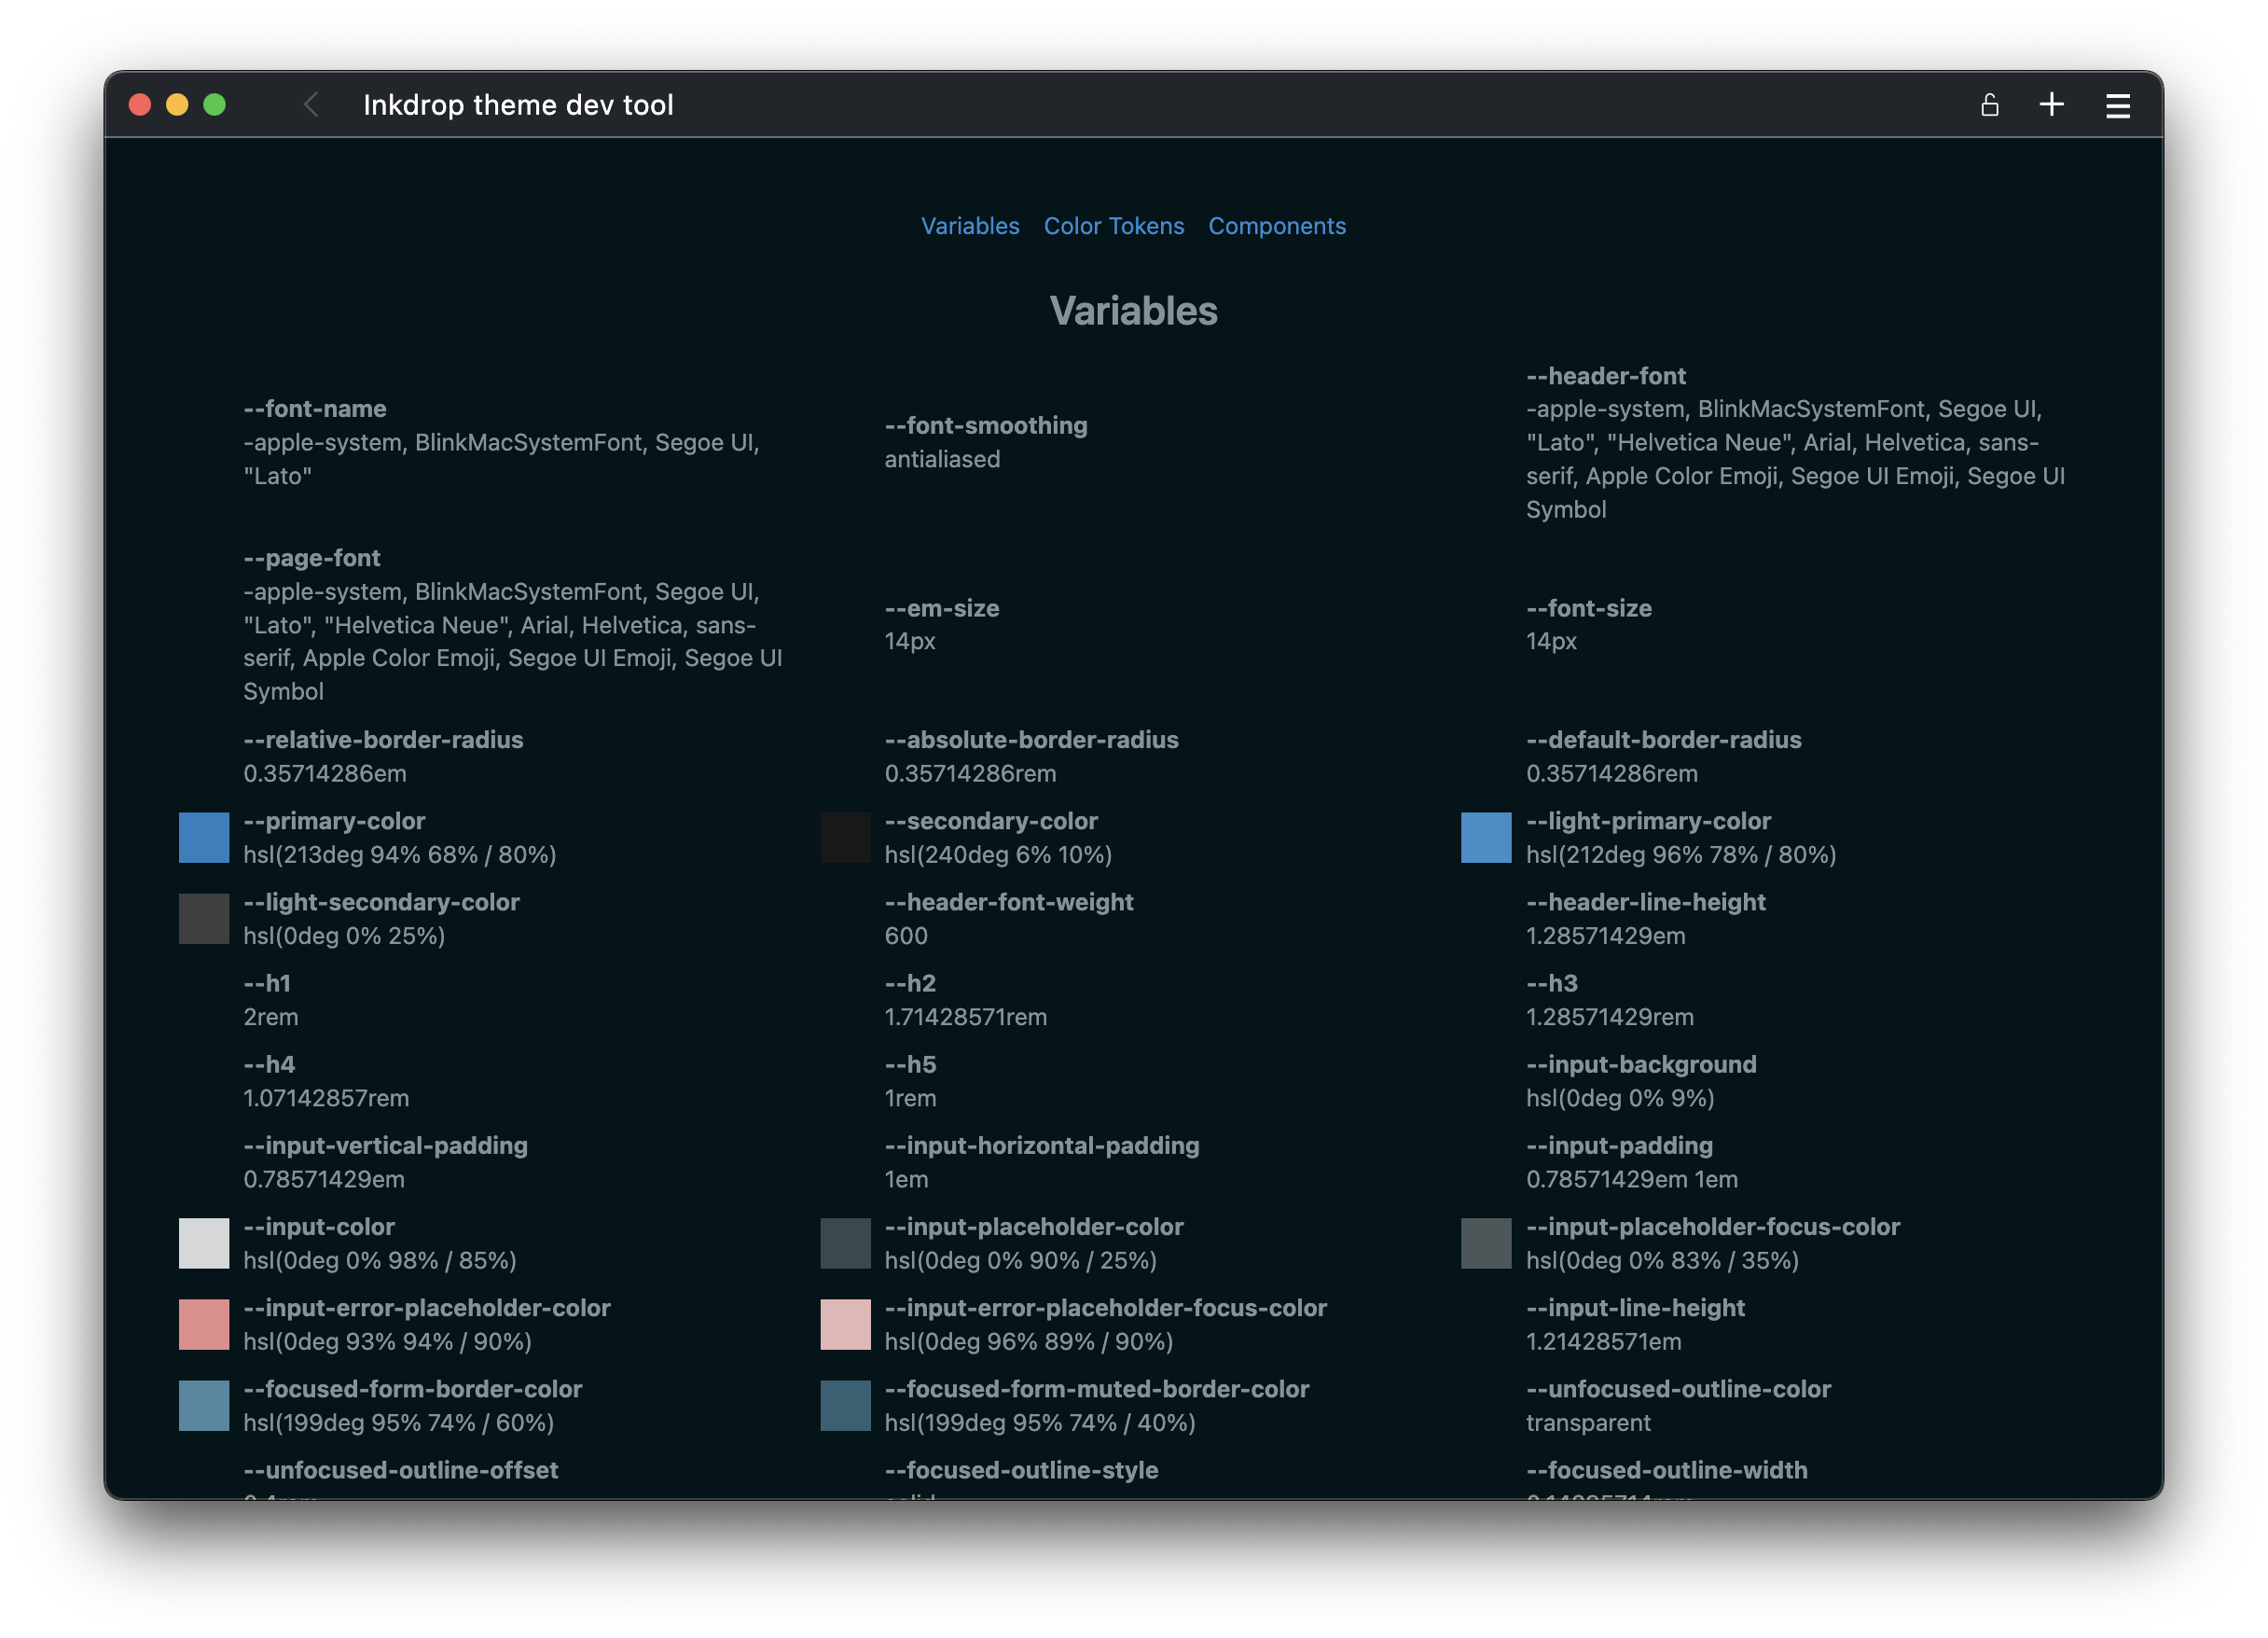 Inkdrop theme dev tool
Variables Color Tokens Components
Variables
--font-name
-apple-system, BlinkMacSystemFont, Segoe UI,
"Lato"
--font-smoothing
antialiased
--header-font
-apple-system, BlinkMacSystemFont, Segoe UI,
"Lato", "Helvetica Neue", Arial, Helvetica, sans-
serif, Apple Color Emoji, Segoe UI Emoji, Segoe UI
Symbol
--page-font
-apple-system, BlinkMacSystemFont, Segoe UI,
"Lato", "Helvetica Neue", Arial, Helvetica, sans-
serif, Apple Color Emoji, Segoe UI Emoji, Segoe UI
Symbol
--em-size
14px
--font-size
14px
--relative-border-radius
0.35714286em
--absolute-border-radius
0.35714286rem
--default-border-radius
0.35714286rem
--primary-color
hsl(213deg 94% 68% / 80%)
--secondary-color
hsl(240deg 6% 10%)
--light-primary-color
hsl(212deg 96% 78% / 80%)
--light-secondary-color
hsl(0deg 0% 25%)
--header-font-weight
600
--header-line-height
1.28571429em
--h1
2rem
--h2
1.71428571rem
--h3
1.28571429rem
--h4
1.07142857rem
--h5
1rem
--input-background
hsl(0deg 0% 9%)
--input-vertical-padding
0.78571429em
--input-horizontal-padding
1em
--input-padding
0.78571429em 1em
--input-color
hsl(0deg 0% 98% / 85%)
--input-placeholder-color
hsl(0deg 0% 90% / 25%)
--input-placeholder-focus-color
hsl(0deg 0% 83% / 35%)
--input-error-placeholder-color
hsl(0deg 93% 94% / 90%)
--input-error-placeholder-focus-color
hsl(0deg 96% 89% / 90%)
--input-line-height
1.21428571em
--focused-form-border-color
hsl(199deg 95% 74% / 60%)
--focused-form-muted-border-color
hsl(199deg 95% 74% / 40%)
--unfocused-outline-color
transparent
--unfocused-outline-offset
--focused-outline-style
--focused-outline-width